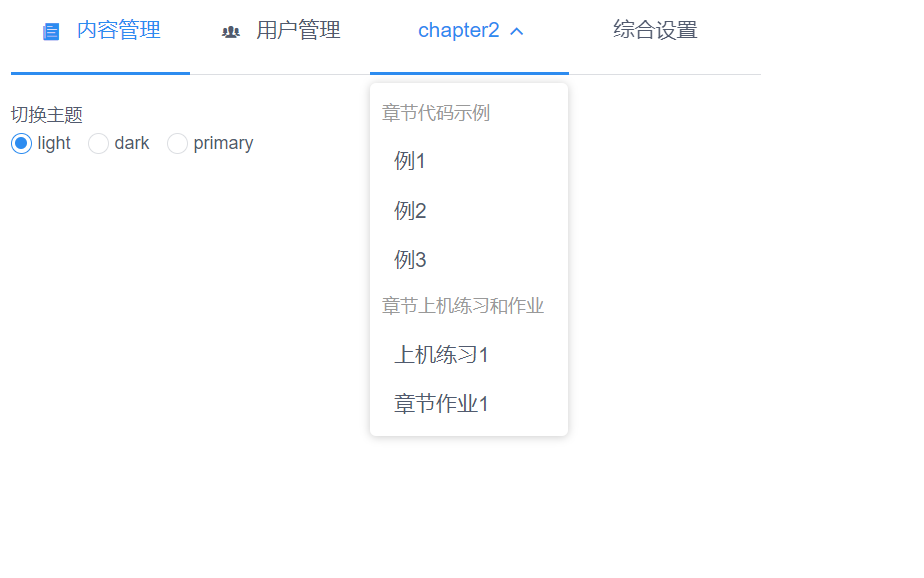 内容管理 用户管理 chapter2 综合设置
切换主题
light dark primary
章节代码示例
例1
例2
例3
章节上机练习和作业
上机练习1
章节作业1